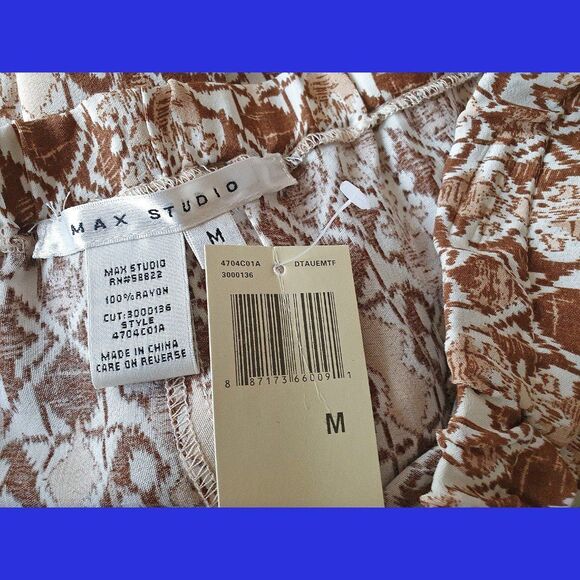 MAX STUDIO
M
MAX STUDIO
RN#58822
100%RAYON
CUT:3000136
STYLE
4704C01A
MADE IN CHINA
CARE ON REVERSE
4704C01A DTAUEMTF
3000136
8 87173 66009 1
M